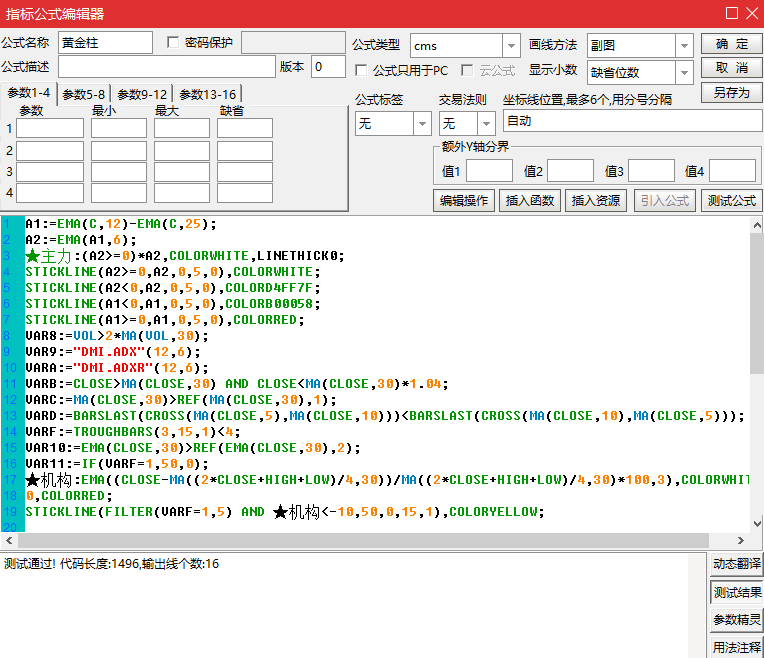 指标公式编辑器
公式名称 黄金柱 密码保护 公式类型 cms 画线方法 副图 确 定
公式描述 版本 0 公式只用于PC 云公式 显示小数 缺省位数 取 消
参数1-4 参数5-8 参数9-12 参数13-16 公式标签 交易法则 坐标线位置,最多6个,用分号分隔 另存为
参数 最小 最大 缺省 无 无 自动
1
2
3
4
额外Y轴分界
值1 值2 值3 值4
编辑操作 插入函数 插入资源 引入公式 测试公式
1 A1:=EMA(C,12)-EMA(C,25);
2 A2:=EMA(A1,6);
3 ★主力:(A2>=0)*A2,COLORWHITE,LINETHICK0;
4 STICKLINE(A2>=0,A2,0,5,0),COLORWHITE;
5 STICKLINE(A2<0,A2,0,5,0),COLORD4FF7F;
6 STICKLINE(A1<0,A1,0,5,0),COLORB00058;
7 STICKLINE(A1>=0,A1,0,5,0),COLORRED;
8 VAR8:=VOL>2*MA(VOL,30);
9 VAR9:="DMI.ADX"(12,6);
10 VARA:="DMI.ADXR"(12,6);
11 VARB:=CLOSE>MA(CLOSE,30) AND CLOSE<MA(CLOSE,30)*1.04;
12 VARC:=MA(CLOSE,30)>REF(MA(CLOSE,30),1);
13 VARD:=BARSLAST(CROSS(MA(CLOSE,5),MA(CLOSE,10)))<BARSLAST(CROSS(MA(CLOSE,10),MA(CLOSE,5)));
14 VARF:=TROUGHBARS(3,15,1)<4;
15 VAR10:=EMA(CLOSE,30)>REF(EMA(CLOSE,30),2);
16 VAR11:=IF(VARF=1,50,0);
17 ★机构:EMA((CLOSE-MA((2*CLOSE+HIGH+LOW)/4,30))/MA((2*CLOSE+HIGH+LOW)/4,30)*100,3),COLORWHIT
18 0,COLORRED;
19 STICKLINE(FILTER(VARF=1,5) AND ★机构<-10,50,0,15,1),COLORYELLOW;
20
测试通过! 代码长度:1496,输出线个数:16
动态翻译
测试结果
参数精灵
用法注释